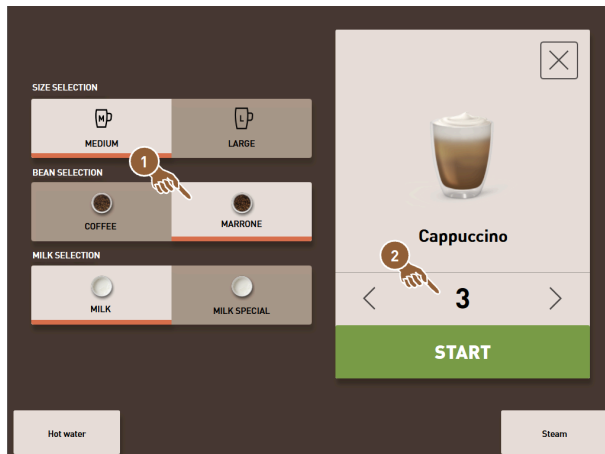 SIZE SELECTION
M
L
MEDIUM
LARGE
1
BEAN SELECTION
COFFEE
MARRONE
MILK SELECTION
MILK
MILK SPECIAL
Cappuccino
2
3
START
Hot water
Steam